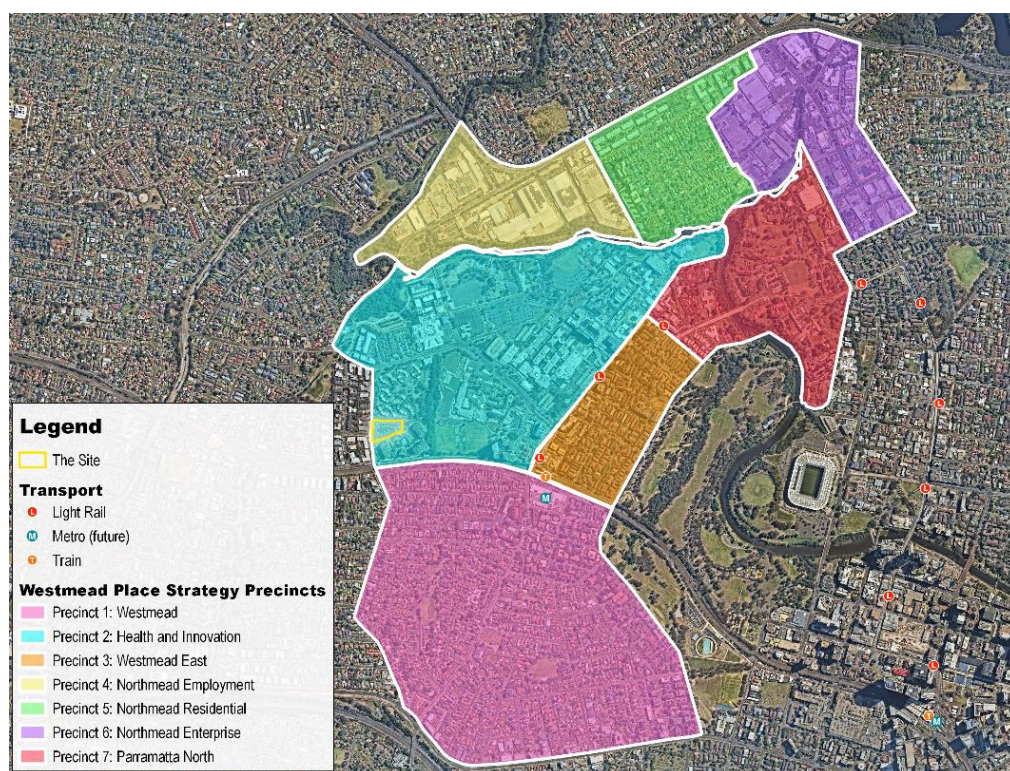 Legend
The Site
Transport
L Light Rail
M Metro (future)
T Train
Westmead Place Strategy Precincts
Precinct 1: Westmead
Precinct 2: Health and Innovation
Precinct 3: Westmead East
Precinct 4: Northmead Employment
Precinct 5: Northmead Residential
Precinct 6: Northmead Enterprise
Precinct 7: Parramatta North
L
L
L
L
L
L
T
M
L
L
L
T
M